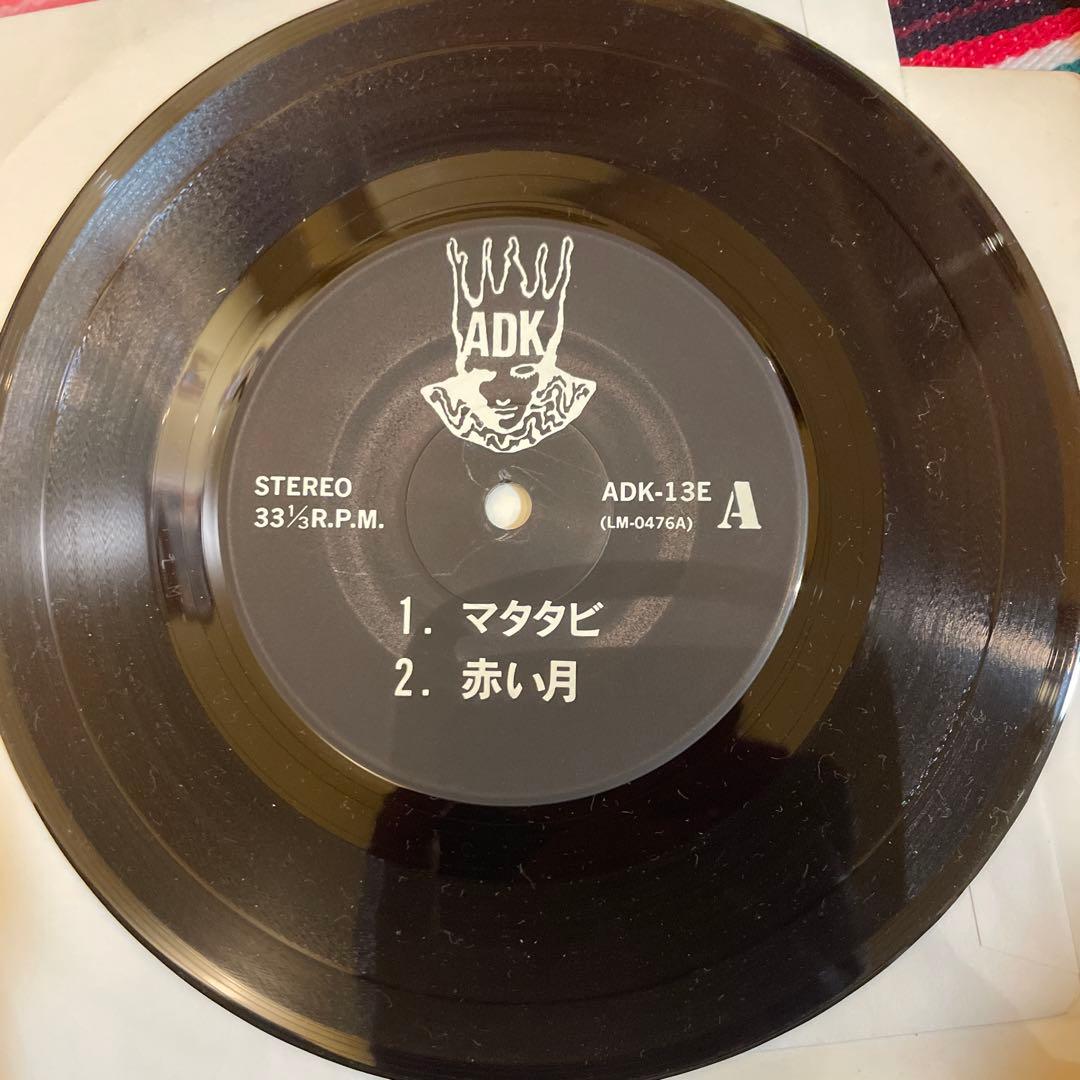 ADK
STEREO
33⅓R.P.M.
ADK-13E
(LM-0476A)
A
1. マタタビ
2. 赤い月